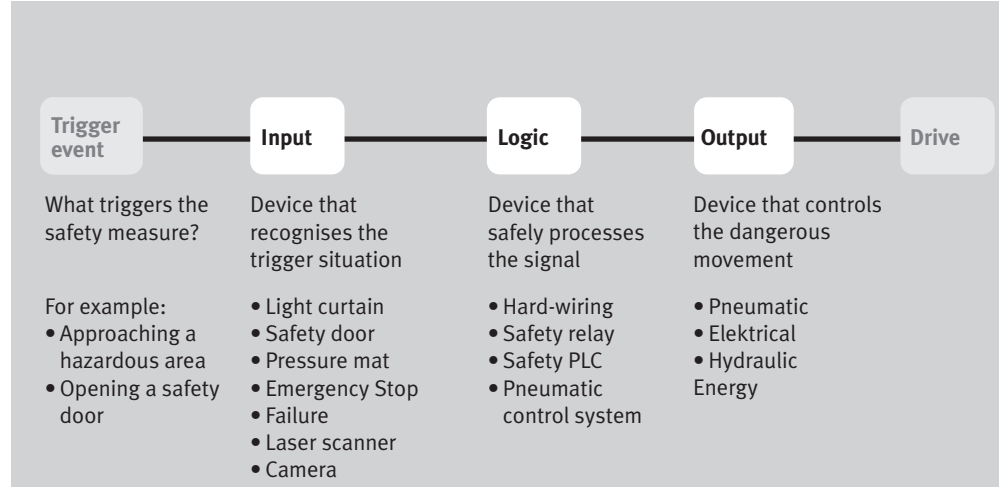 Trigger
event
Input
Logic
Output
Drive
What triggers the
safety measure?
For example:
• Approaching a
hazardous area
• Opening a safety
door
Device that
recognises the
trigger situation
• Light curtain
• Safety door
• Pressure mat
• Emergency Stop
• Failure
• Laser scanner
• Camera
Device that
safely processes
the signal
• Hard-wiring
• Safety relay
• Safety PLC
• Pneumatic
control system
Device that controls
the dangerous
movement
• Pneumatic
• Elektrical
• Hydraulic
Energy